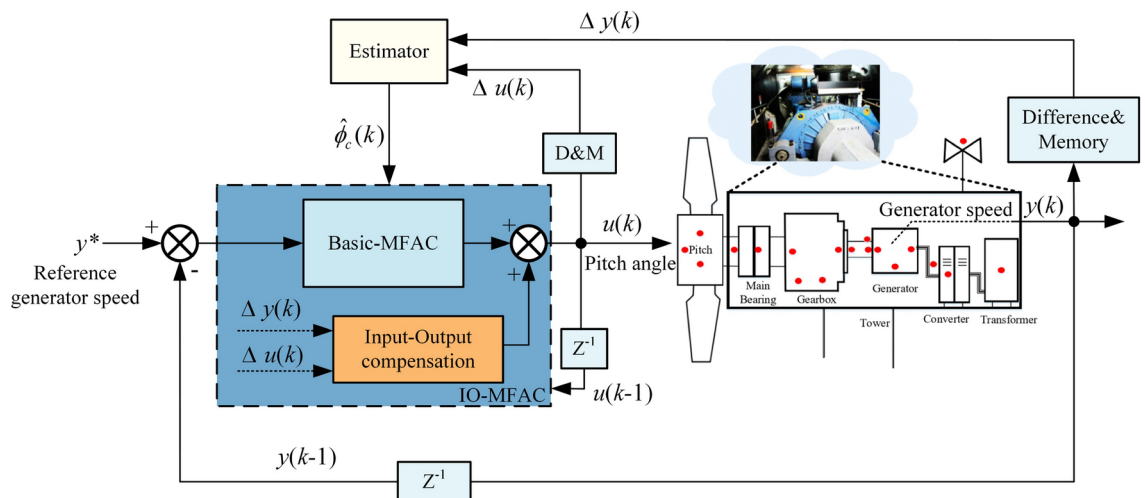 Δ y(k)
Estimator
Δ u(k)
Difference&
Memory
ϕ̂c(k)
D&M
Generator speed
y(k)
+
Basic-MFAC
+
u(k)
y*
Pitch
-
+
Reference
generator speed
Pitch angle
Main
Bearing
Gearbox
Generator
Converter
Transformer
Tower
Δ y(k)
Δ u(k)
Input-Output
compensation
Z-1
IO-MFAC
u(k-1)
y(k-1)
Z-1